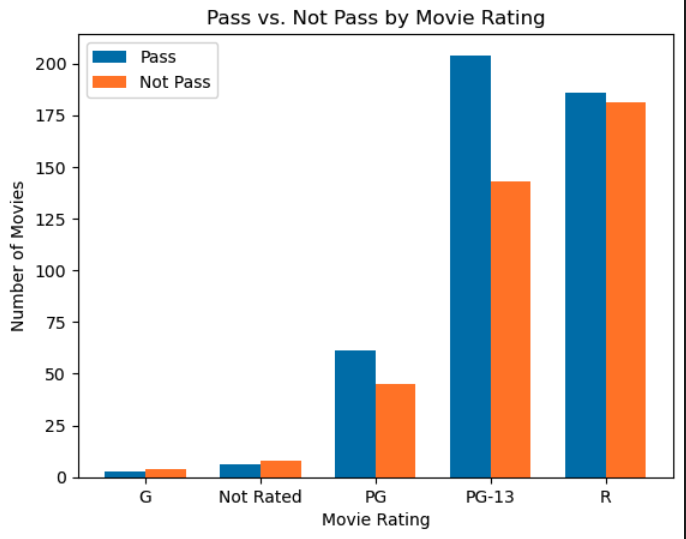 Pass vs. Not Pass by Movie Rating
Pass
Not Pass
200
175
150
125
100
75
50
25
0
Number of Movies
G Not Rated PG PG-13 R
Movie Rating